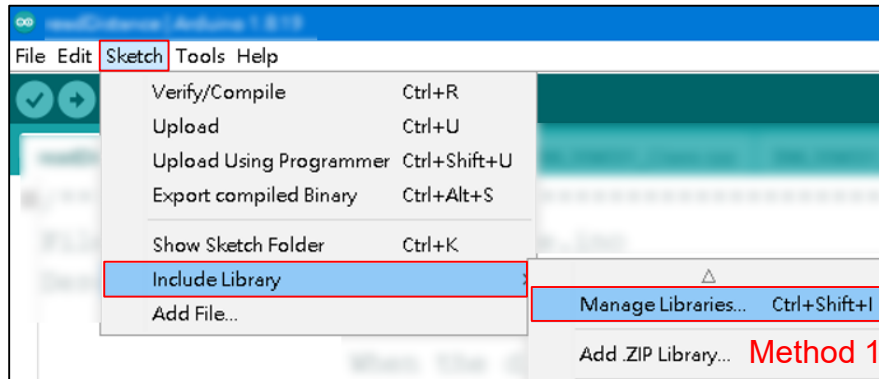 File Edit Sketch Tools Help
Verify/Compile Ctrl+R
Upload Ctrl+U
Upload Using Programmer Ctrl+Shift+U
Export compiled Binary Ctrl+Alt+S
Show Sketch Folder Ctrl+K
Include Library
Add File...
Manage Libraries... Ctrl+Shift+I
Add .ZIP Library... Method 1